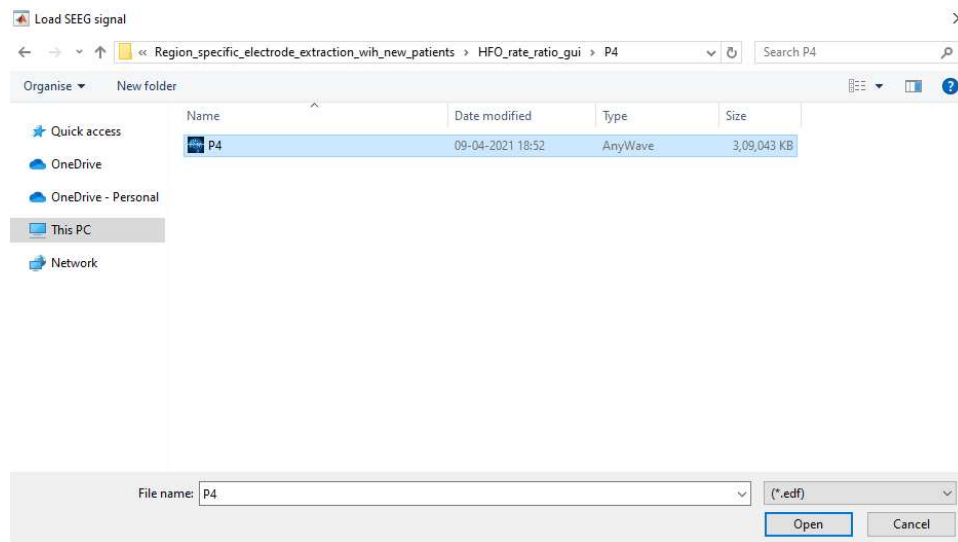 Load SEEG signal
« Region_specific_electrode_extraction_wih_new_patients > HFO_rate_ratio_gui > P4
Search P4
Organise
New folder
Name Date modified Type Size
Quick access
P4 09-04-2021 18:52 AnyWave 3,09,043 KB
OneDrive
OneDrive - Personal
This PC
Network
File name: P4 (*.edf)
Open Cancel